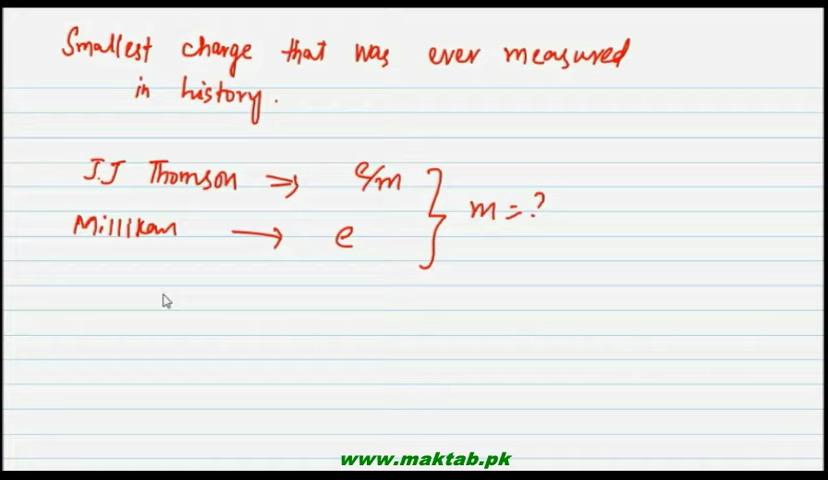 Smallest charge that was ever measured
in history.
J.J Thomson => e/m
Millikan → e
m = ?
www.maktab.pk